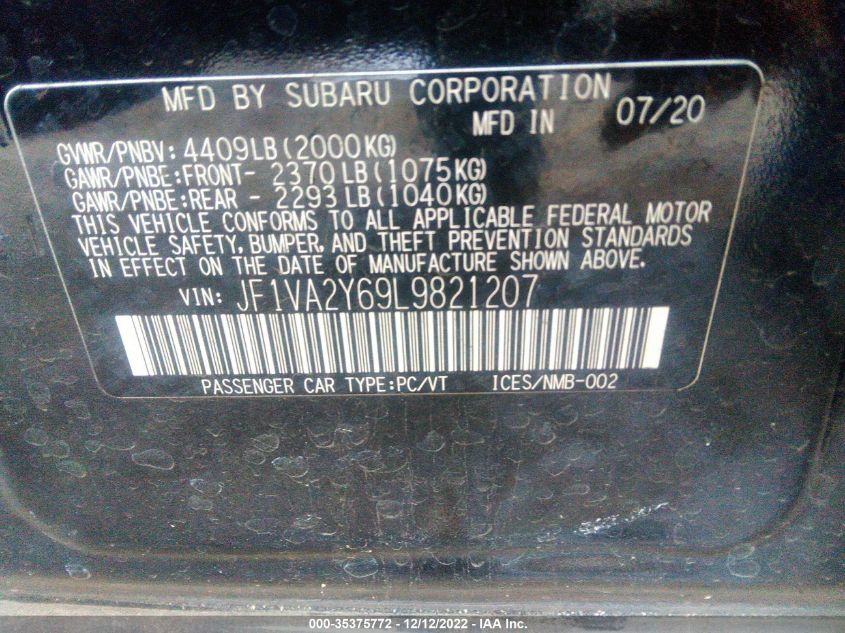 MFD BY SUBARU CORPORATION
MFD IN 07/20
GVWR/PNBV: 4409LB(2000KG)
GAWR/PNBE:FRONT- 2370LB(1075KG)
GAWR/PNBE:REAR - 2293LB(1040KG)
THIS VEHICLE CONFORMS TO ALL APPLICABLE FEDERAL MOTOR
VEHICLE SAFETY, BUMPER, AND THEFT PREVENTION STANDARDS
IN EFFECT ON THE DATE OF MANUFACTURE SHOWN ABOVE.
VIN: JF1VA2Y69L9821207
PASSENGER CAR TYPE:PC/VT ICES/NMB-002
000-35375772 - 12/12/2022 - IAA Inc.